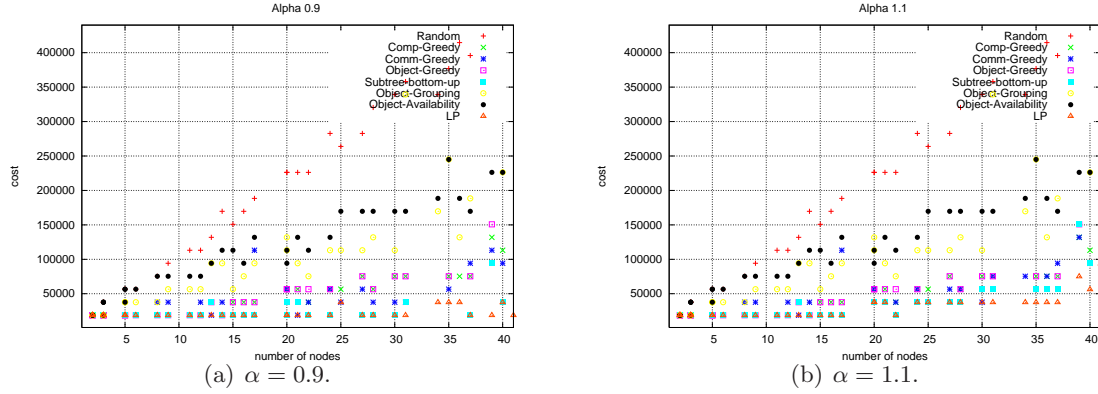 Alpha 0.9
400000
350000
300000
250000
200000
150000
100000
50000
cost
5 10 15 20 25 30 35 40
number of nodes
Random
Comp-Greedy
Comm-Greedy
Object-Greedy
Subtree-bottom-up
Object-Grouping
Object-Availability
LP
(a) α = 0.9.
Alpha 1.1
400000
350000
300000
250000
200000
150000
100000
50000
cost
5 10 15 20 25 30 35 40
number of nodes
Random
Comp-Greedy
Comm-Greedy
Object-Greedy
Subtree-bottom-up
Object-Grouping
Object-Availability
LP
(b) α = 1.1.